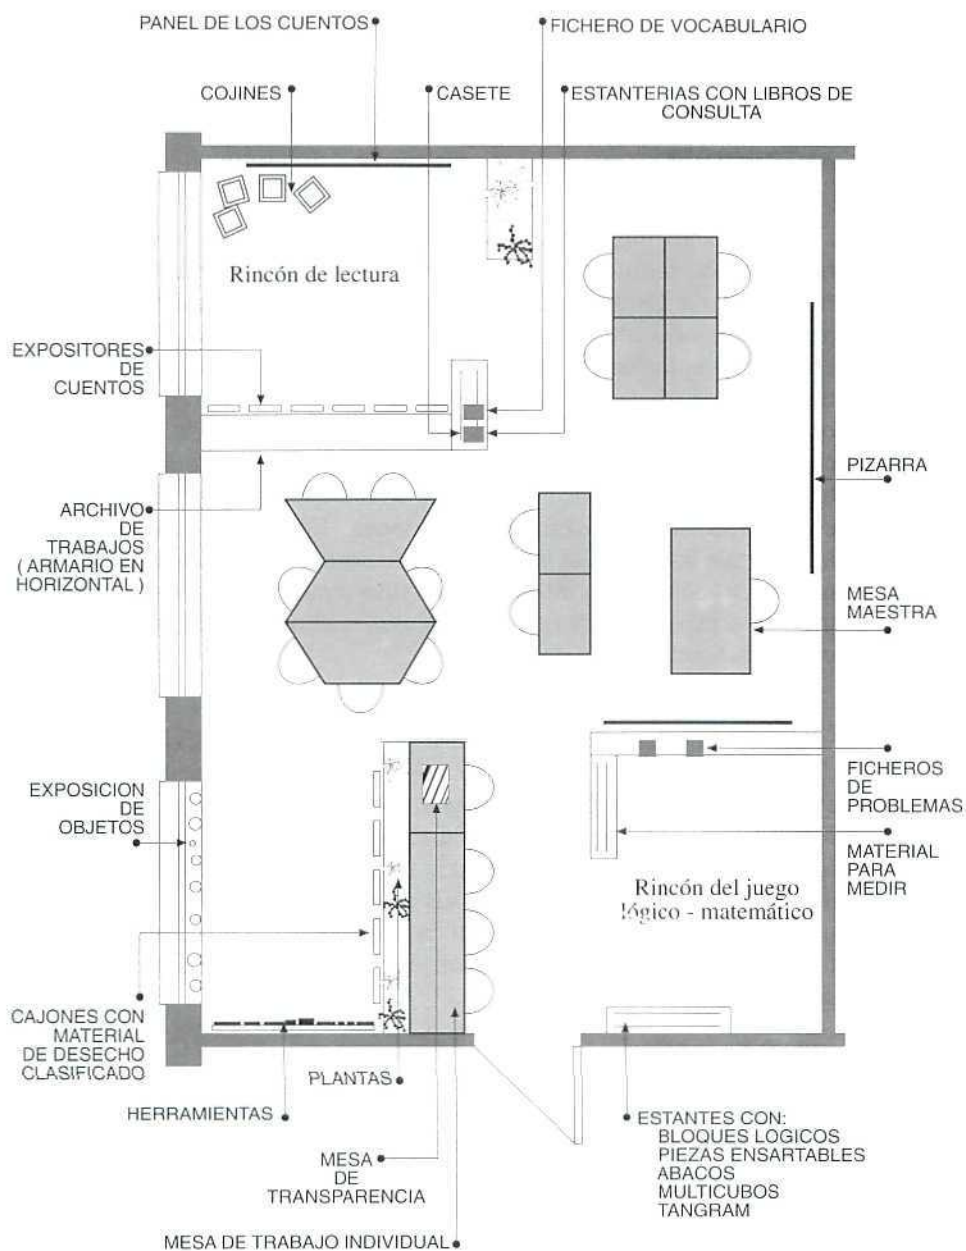 PANEL DE LOS CUENTOS
FICHERO DE VOCABULARIO
COJINES
CASETE
ESTANTERIAS CON LIBROS DE
CONSULTA
Rincón de lectura
EXPOSITORES
DE
CUENTOS
PIZARRA
ARCHIVO
DE
TRABAJOS
( ARMARIO EN
HORIZONTAL )
MESA
MAESTRA
EXPOSICION
DE
OBJETOS
FICHEROS
DE
PROBLEMAS
MATERIAL
PARA
MEDIR
Rincón del juego
lógico - matemático
CAJONES CON
MATERIAL
DE DESECHO
CLASIFICADO
PLANTAS
HERRAMIENTAS
ESTANTES CON:
BLOQUES LOGICOS
PIEZAS ENSARTABLES
ABACOS
MULTICUBOS
TANGRAM
MESA
DE
TRANSPARENCIA
MESA DE TRABAJO INDIVIDUAL